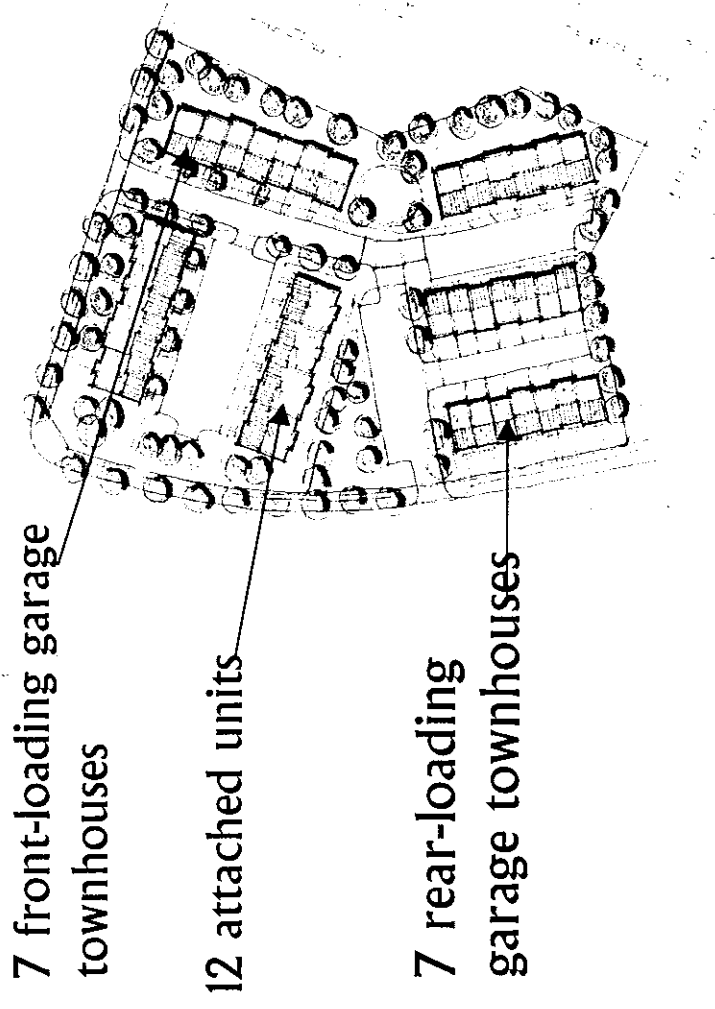 7 front-loading garage
townhouses
12 attached units
7 rear-loading
garage townhouses